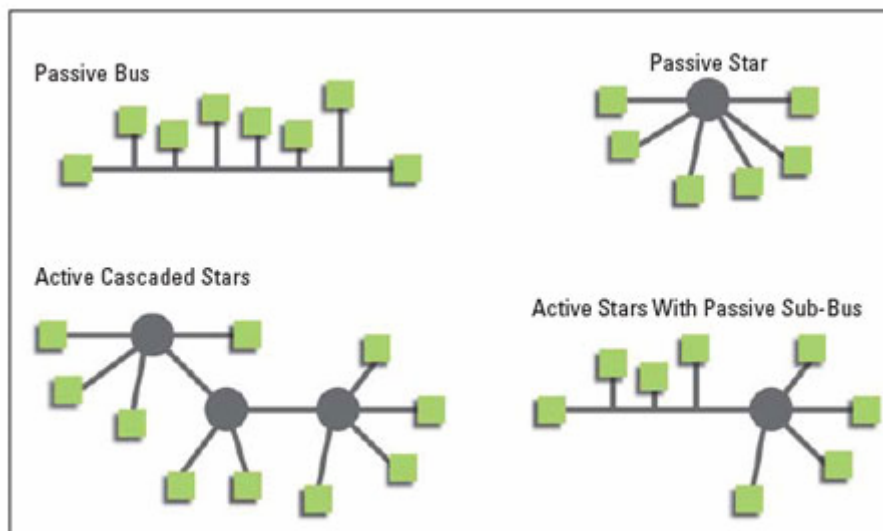 Passive Bus
Passive Star
Active Cascaded Stars
Active Stars With Passive Sub-Bus